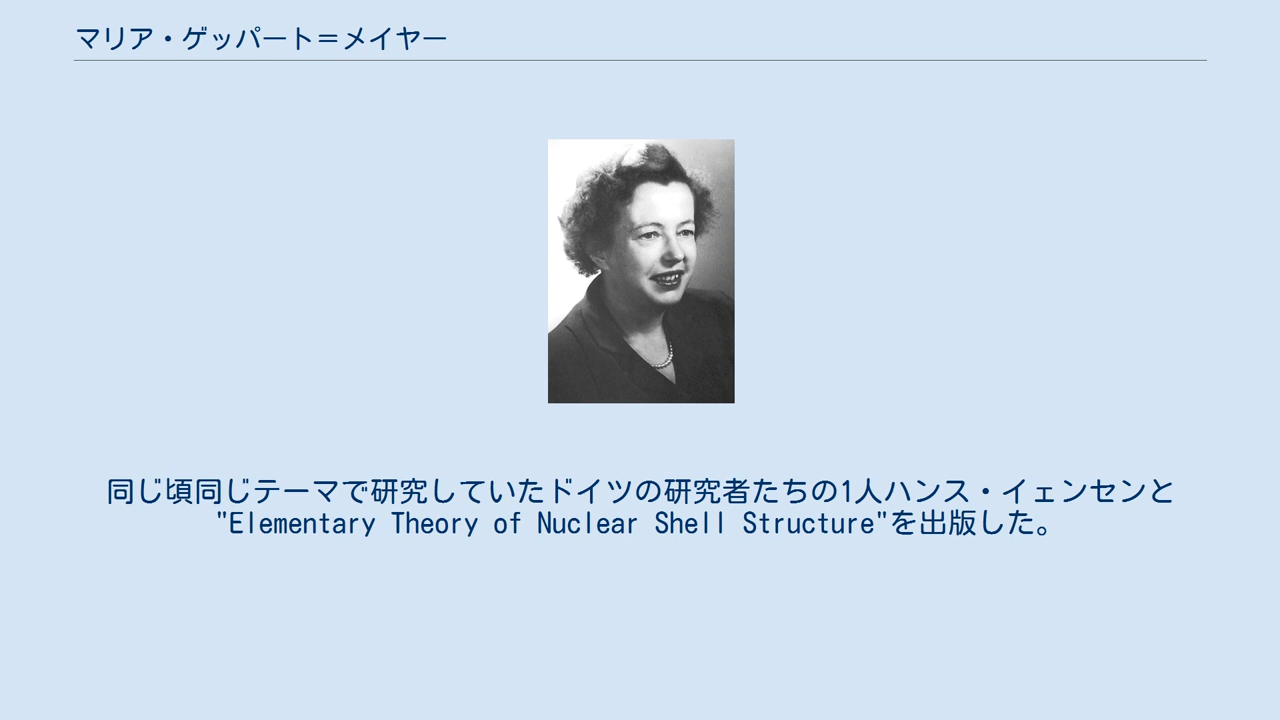 マリア・ゲッパート＝メイヤー
同じ頃同じテーマで研究していたドイツの研究者たちの1人ハンス・イェンセンと
"Elementary Theory of Nuclear Shell Structure"を出版した。